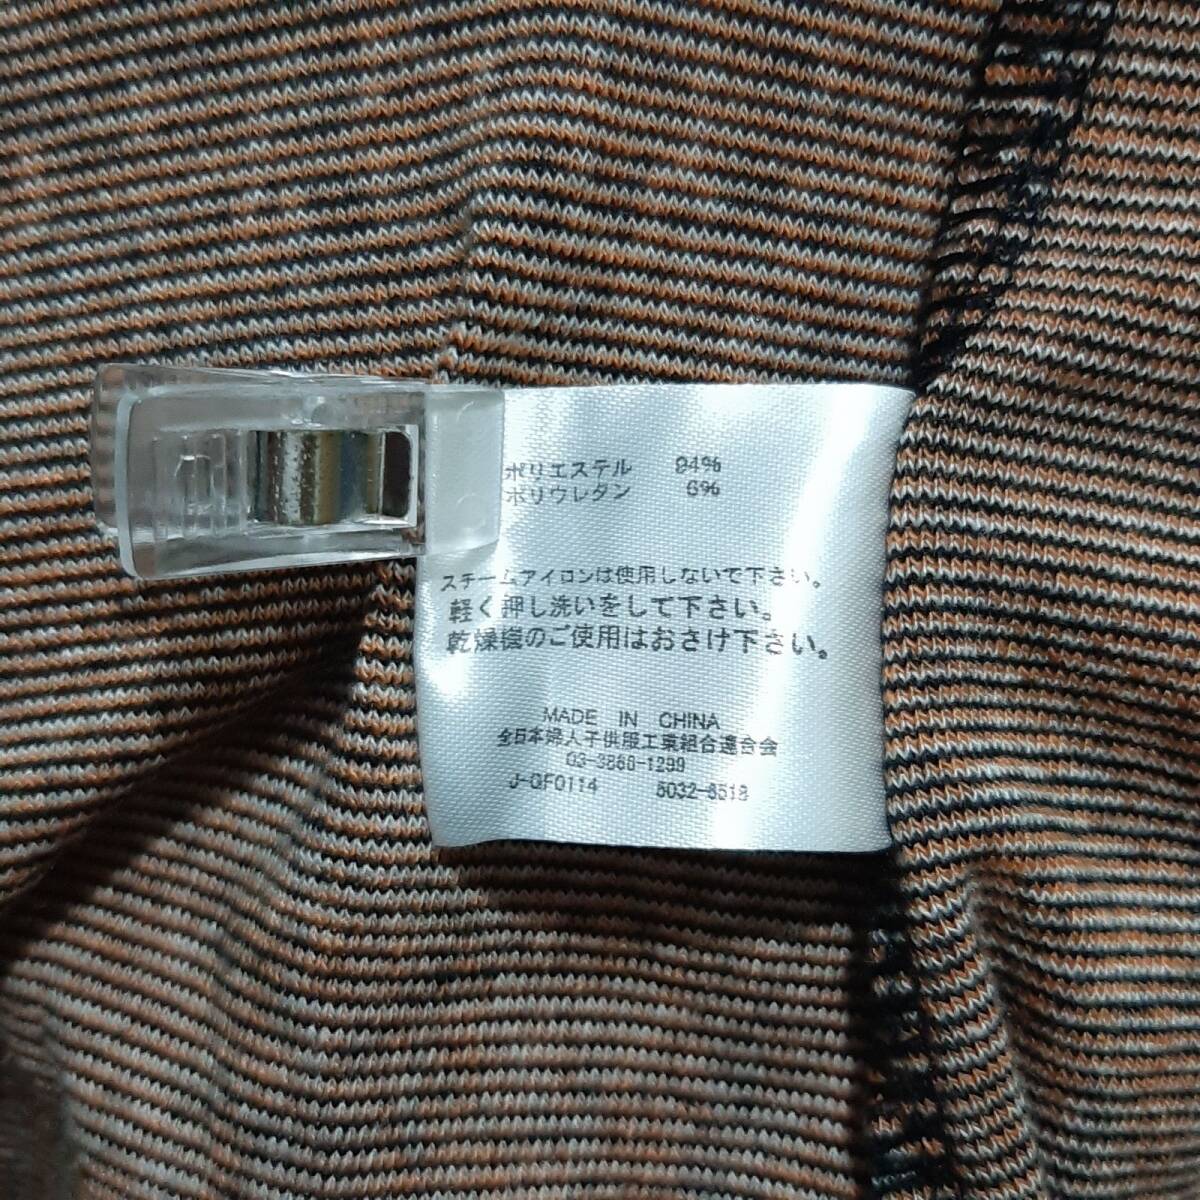 ポリエステル 94%
ポリウレタン 6%
スチームアイロンは使用しないで下さい。
軽く押し洗いをして下さい。
乾燥機のご使用はおさけ下さい。
MADE IN CHINA
全日本婦人子供服工業組合連合会
03-3866-1299
J-GF0114 5032-6518